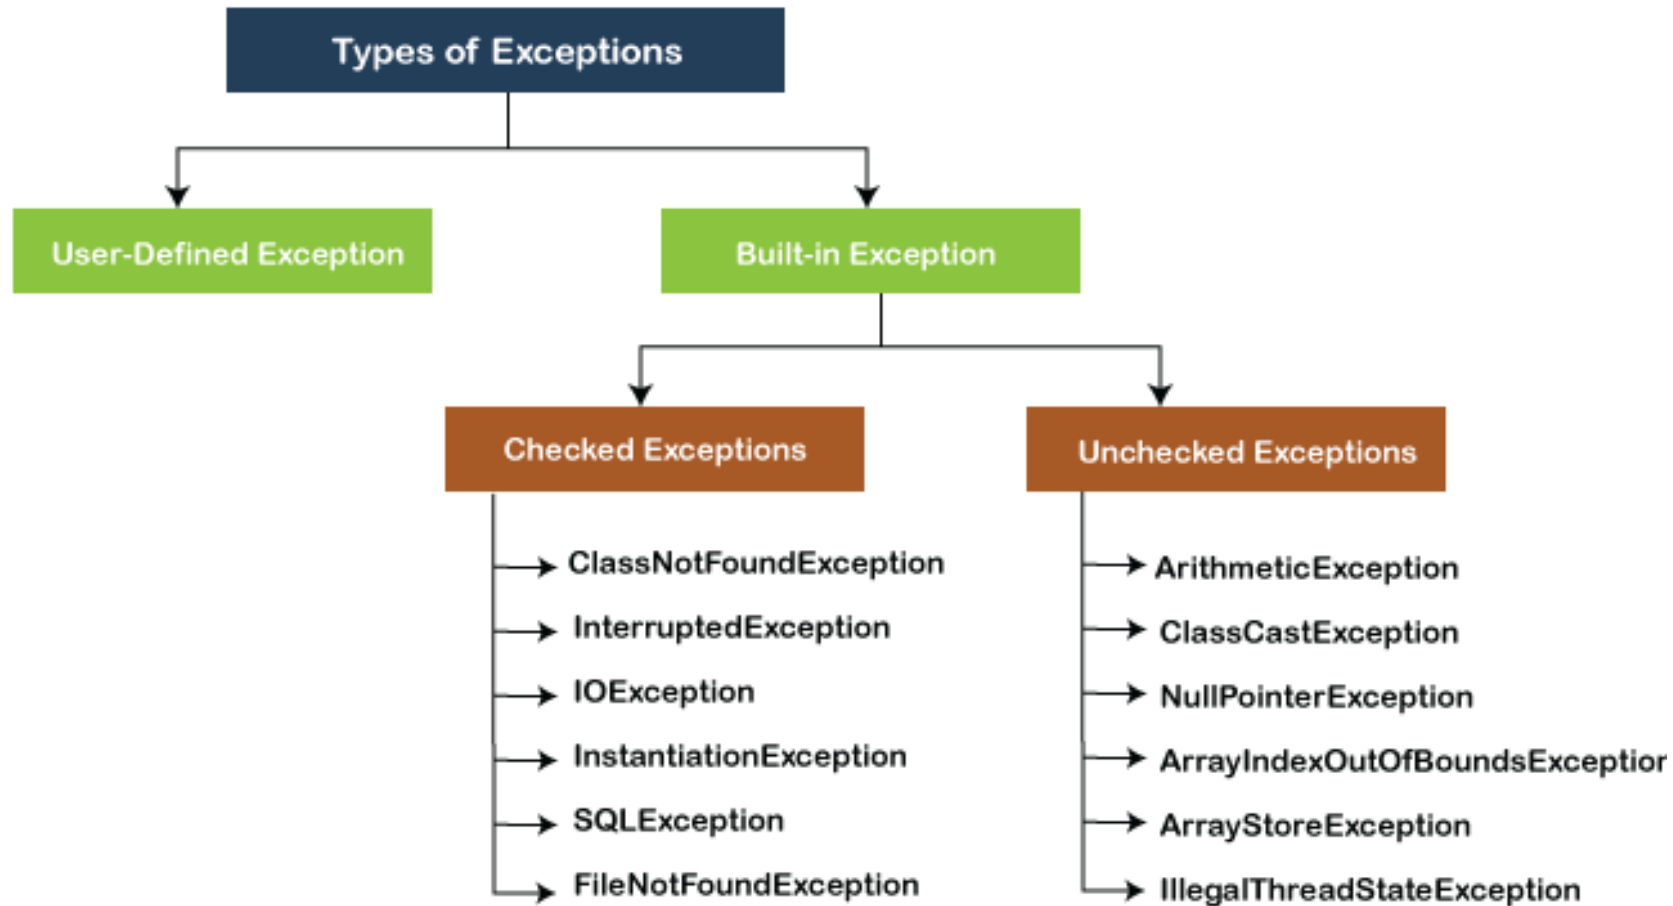 Types of Exceptions
User-Defined Exception
Built-in Exception
Checked Exceptions
Unchecked Exceptions
ClassNotFoundException
InterruptedException
IOException
InstantiationException
SQLException
FileNotFoundException
ArithmeticException
ClassCastException
NullPointerException
ArrayIndexOutOfBoundsException
ArrayStoreException
IllegalThreadStateException